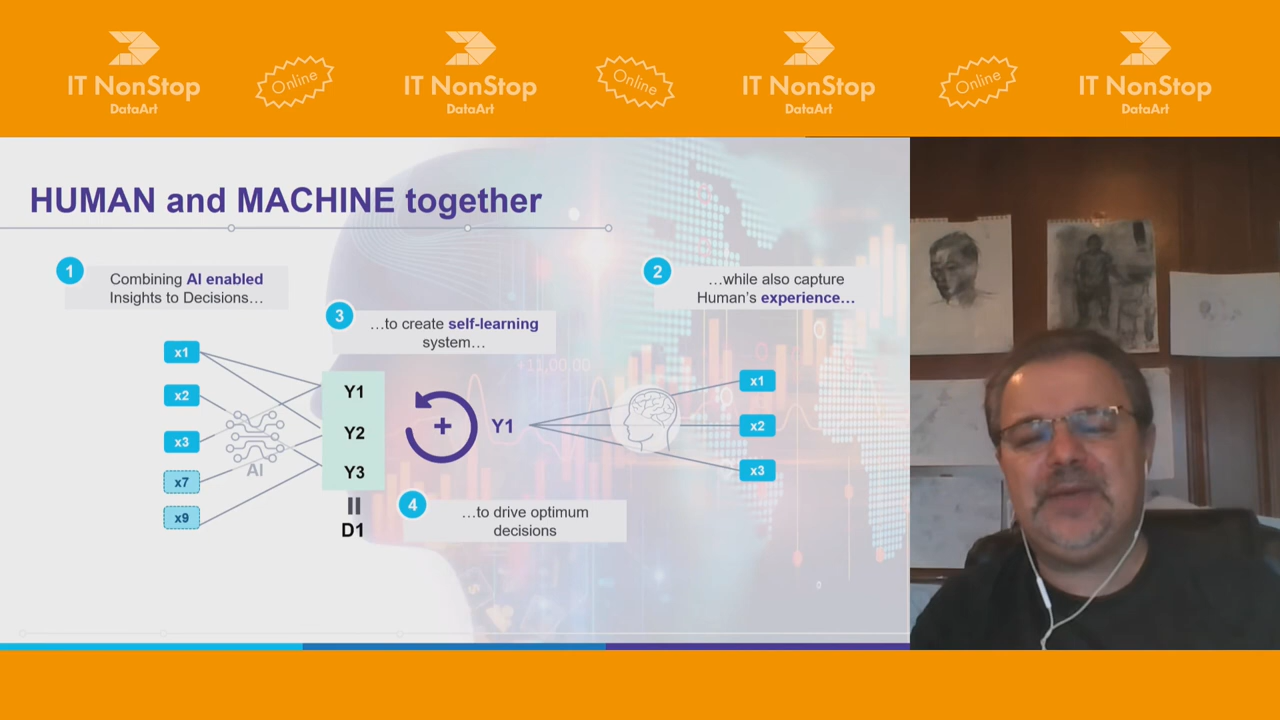 IT NonStop
DataArt
Online
IT NonStop
DataArt
Online
IT NonStop
DataArt
Online
IT NonStop
DataArt
HUMAN and MACHINE together
1
Combining AI enabled
Insights to Decisions…
2
…while also capture
Human's experience…
3
…to create self-learning
system…
x1
x2
x3
x7
x9
AI
Y1
Y2
Y3
=
D1
+
Y1
x1
x2
x3
4
…to drive optimum
decisions
+11,00,00